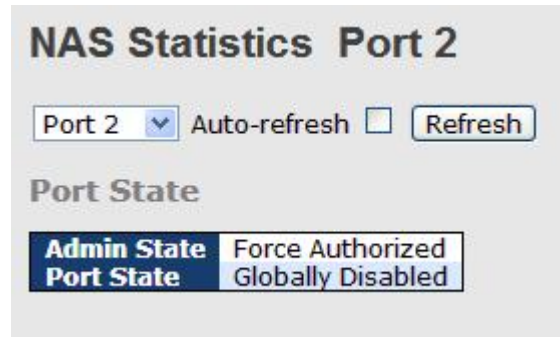 NAS Statistics Port 2
Port 2 Auto-refresh Refresh
Port State
Admin State Force Authorized
Port State Globally Disabled